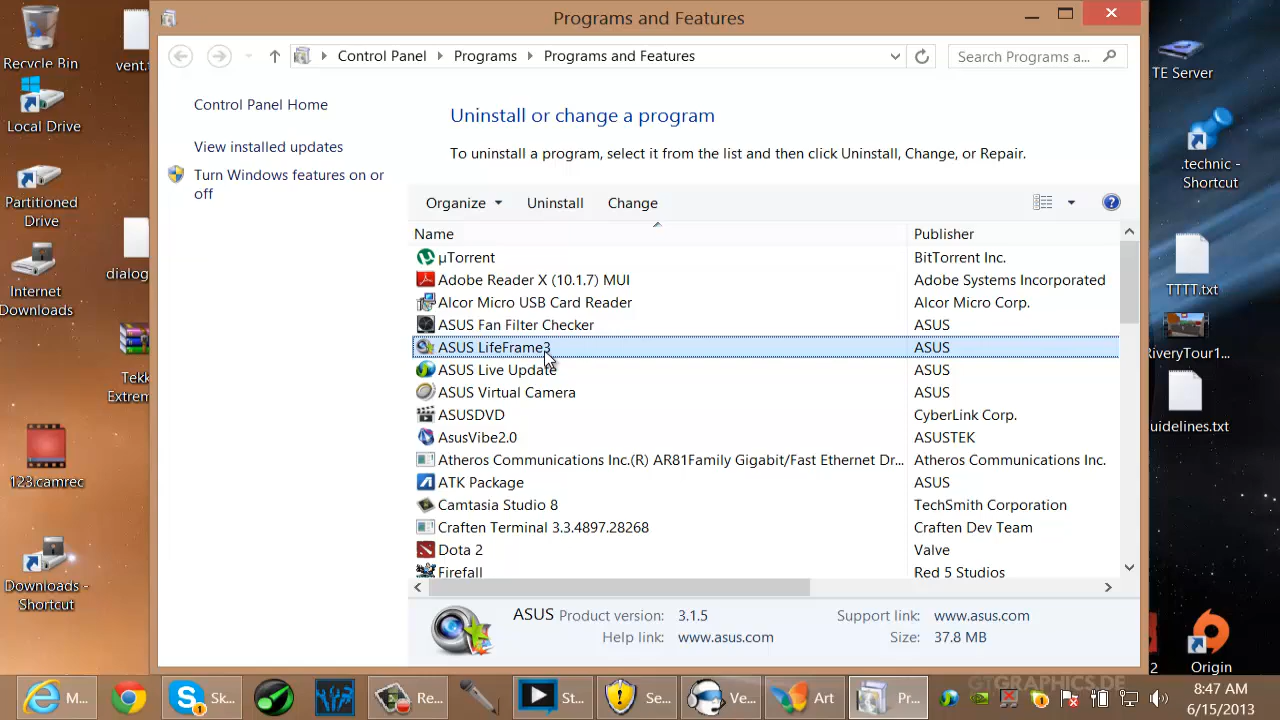 Programs and Features
Recycle Bin
vent.t
Local Drive
Partitioned
Drive
Internet
Downloads
dialog
Tekk
Extrem
123.camrec
Downloads -
Shortcut
Control Panel
Programs
Programs and Features
Search Programs a...
Control Panel Home
View installed updates
Turn Windows features on or
off
Uninstall or change a program
To uninstall a program, select it from the list and then click Uninstall, Change, or Repair.
Organize
Uninstall
Change
Name Publisher
µTorrent BitTorrent Inc.
Adobe Reader X (10.1.7) MUI Adobe Systems Incorporated
Alcor Micro USB Card Reader Alcor Micro Corp.
ASUS Fan Filter Checker ASUS
ASUS LifeFrame3 ASUS
ASUS Live Update ASUS
ASUS Virtual Camera ASUS
ASUSDVD CyberLink Corp.
AsusVibe2.0 ASUSTEK
Atheros Communications Inc.(R) AR81Family Gigabit/Fast Ethernet Dr... Atheros Communications Inc.
ATK Package ASUS
Camtasia Studio 8 TechSmith Corporation
Craften Terminal 3.3.4897.28268 Craften Dev Team
Dota 2 Valve
Firefall Red 5 Studios
ASUS Product version: 3.1.5 Support link: www.asus.com
Help link: www.asus.com Size: 37.8 MB
TE Server
.technic -
Shortcut
TTTT.txt
RiveryTour1...
uidelines.txt
2
Origin
GTGRAPHICS.DE
M...
Sk...
Re...
St...
Se...
Ve...
Art
Pr...
8:47 AM
6/15/2013